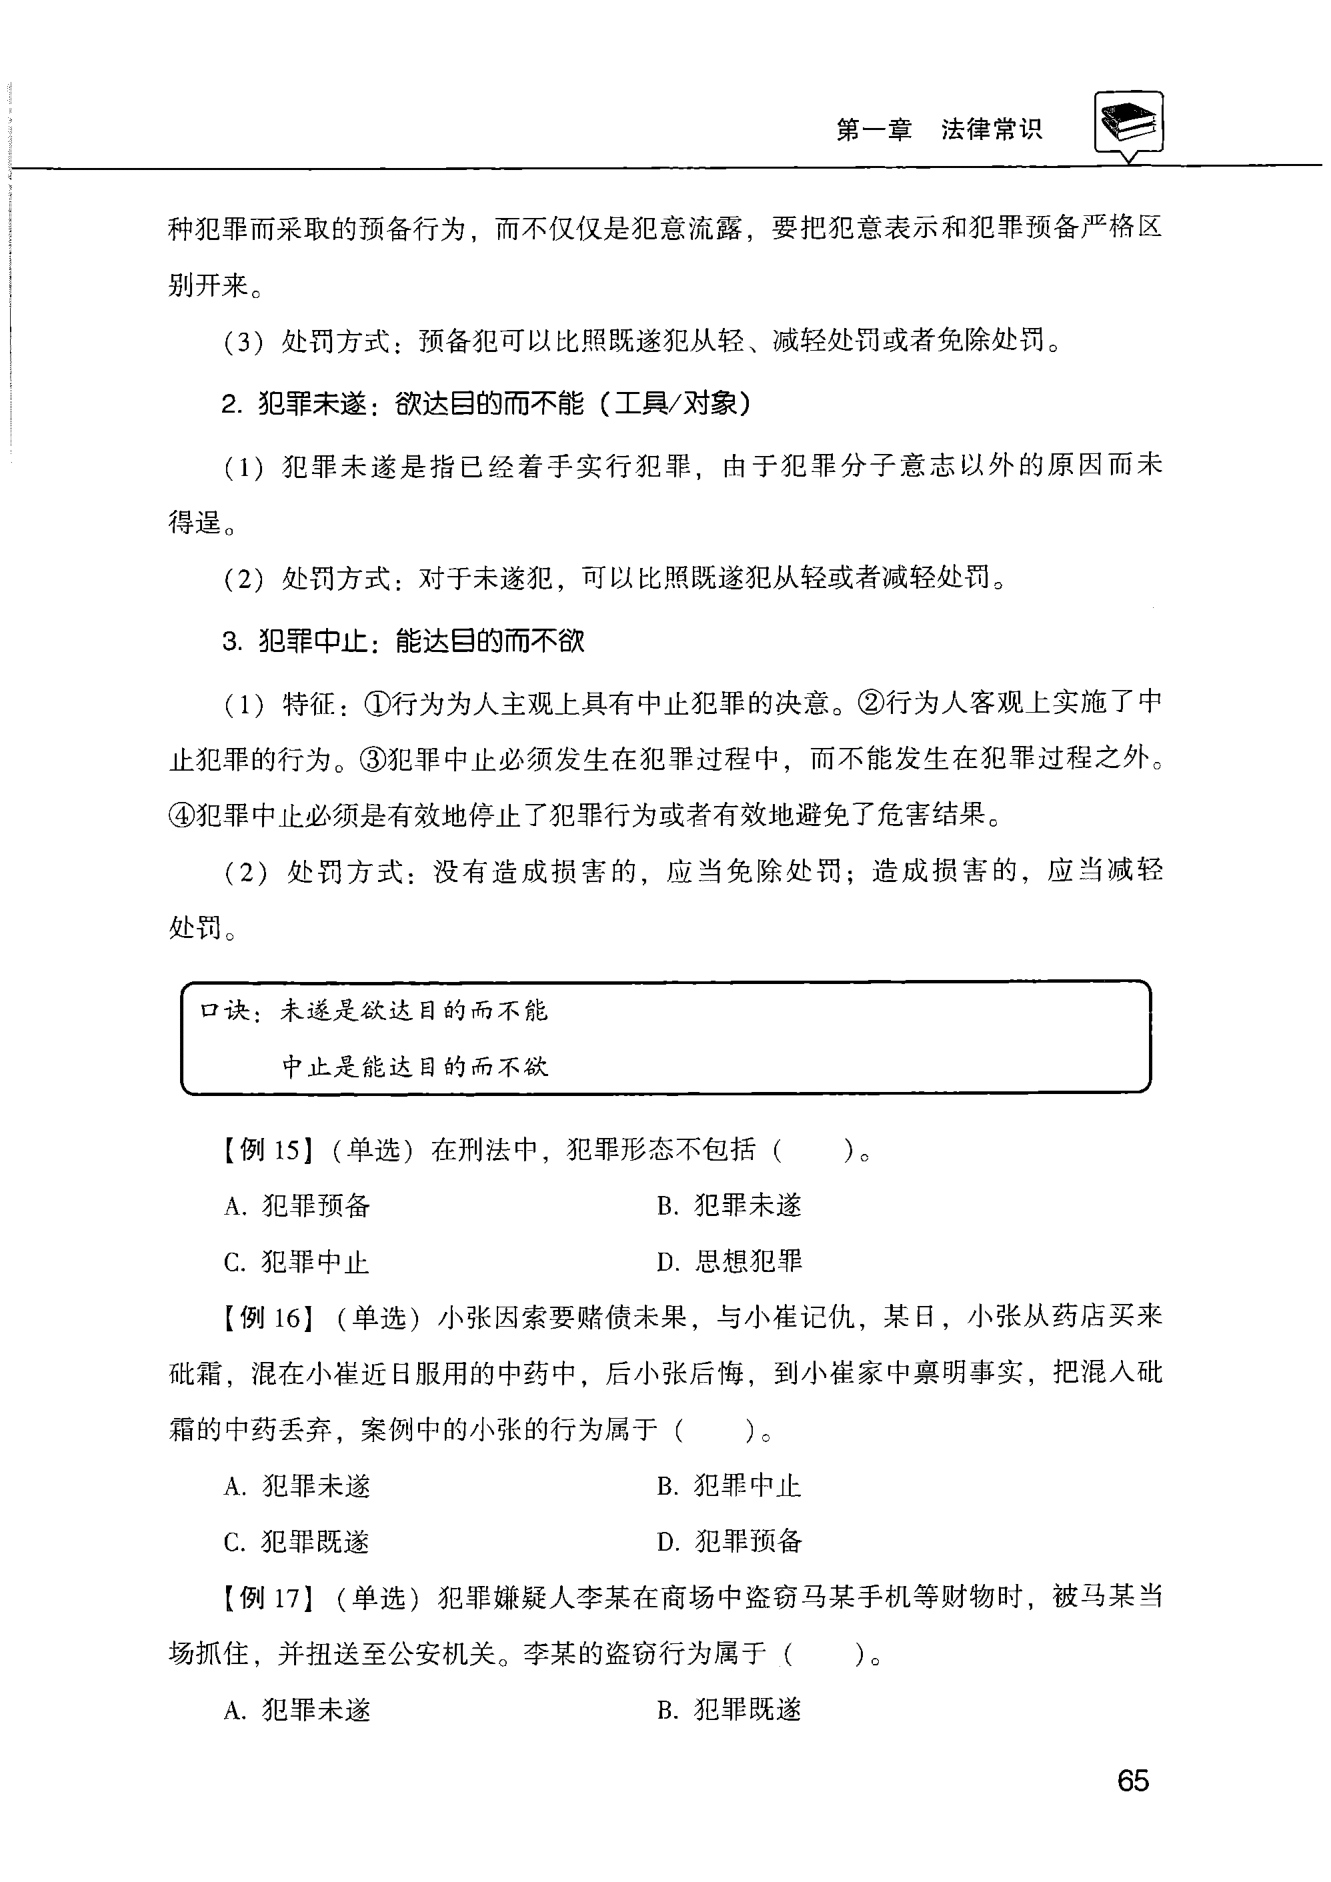 第一章 法律常识
种犯罪而采取的预备行为，而不仅仅是犯意流露，要把犯意表示和犯罪预备严格区
别开来。
（3）处罚方式：预备犯可以比照既遂犯从轻、减轻处罚或者免除处罚。
2. 犯罪未遂：欲达目的而不能（工具/对象）
（1）犯罪未遂是指已经着手实行犯罪，由于犯罪分子意志以外的原因而未
得逞。
（2）处罚方式：对于未遂犯，可以比照既遂犯从轻或者减轻处罚。
3. 犯罪中止：能达目的而不欲
（1）特征：①行为为人主观上具有中止犯罪的决意。②行为人客观上实施了中
止犯罪的行为。③犯罪中止必须发生在犯罪过程中，而不能发生在犯罪过程之外。
④犯罪中止必须是有效地停止了犯罪行为或者有效地避免了危害结果。
（2）处罚方式：没有造成损害的，应当免除处罚；造成损害的，应当减轻
处罚。
口诀：未遂是欲达目的而不能
中止是能达目的而不欲
【例 15】（单选）在刑法中，犯罪形态不包括（ ）。
A. 犯罪预备 B. 犯罪未遂
C. 犯罪中止 D. 思想犯罪
【例 16】（单选）小张因索要赌债未果，与小崔记仇，某日，小张从药店买来
砒霜，混在小崔近日服用的中药中，后小张后悔，到小崔家中禀明事实，把混入砒
霜的中药丢弃，案例中的小张的行为属于（ ）。
A. 犯罪未遂 B. 犯罪中止
C. 犯罪既遂 D. 犯罪预备
【例 17】（单选）犯罪嫌疑人李某在商场中盗窃马某手机等财物时，被马某当
场抓住，并扭送至公安机关。李某的盗窃行为属于（ ）。
A. 犯罪未遂 B. 犯罪既遂
65